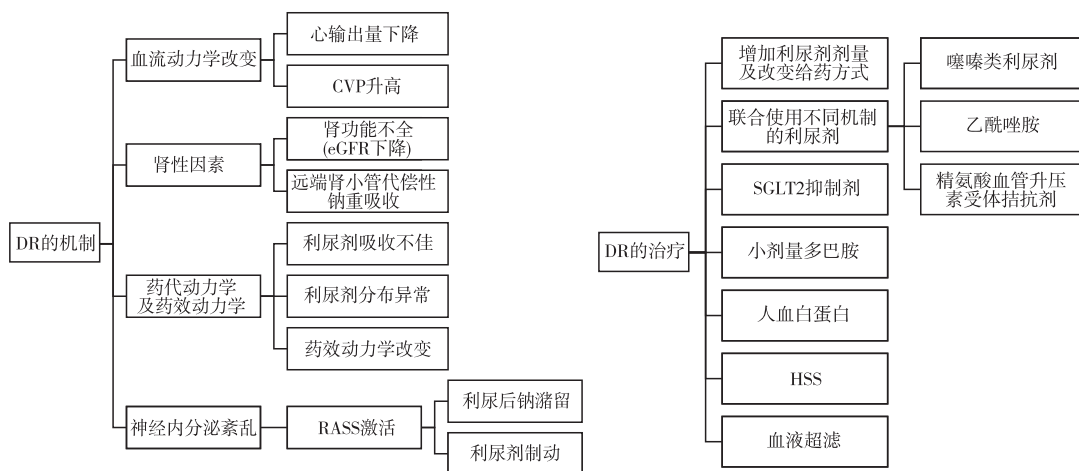 DR的机制
血流动力学改变
心输出量下降
CVP升高
肾性因素
肾功能不全
(eGFR下降)
远端肾小管代偿性
钠重吸收
药代动力学
及药效动力学
利尿剂吸收不佳
利尿剂分布异常
药效动力学改变
神经内分泌紊乱
RASS激活
利尿后钠潴留
利尿剂制动
DR的治疗
增加利尿剂剂量
及改变给药方式
联合使用不同机制
的利尿剂
噻嗪类利尿剂
乙酰唑胺
精氨酸血管升压
素受体拮抗剂
SGLT2抑制剂
小剂量多巴胺
人血白蛋白
HSS
血液超滤